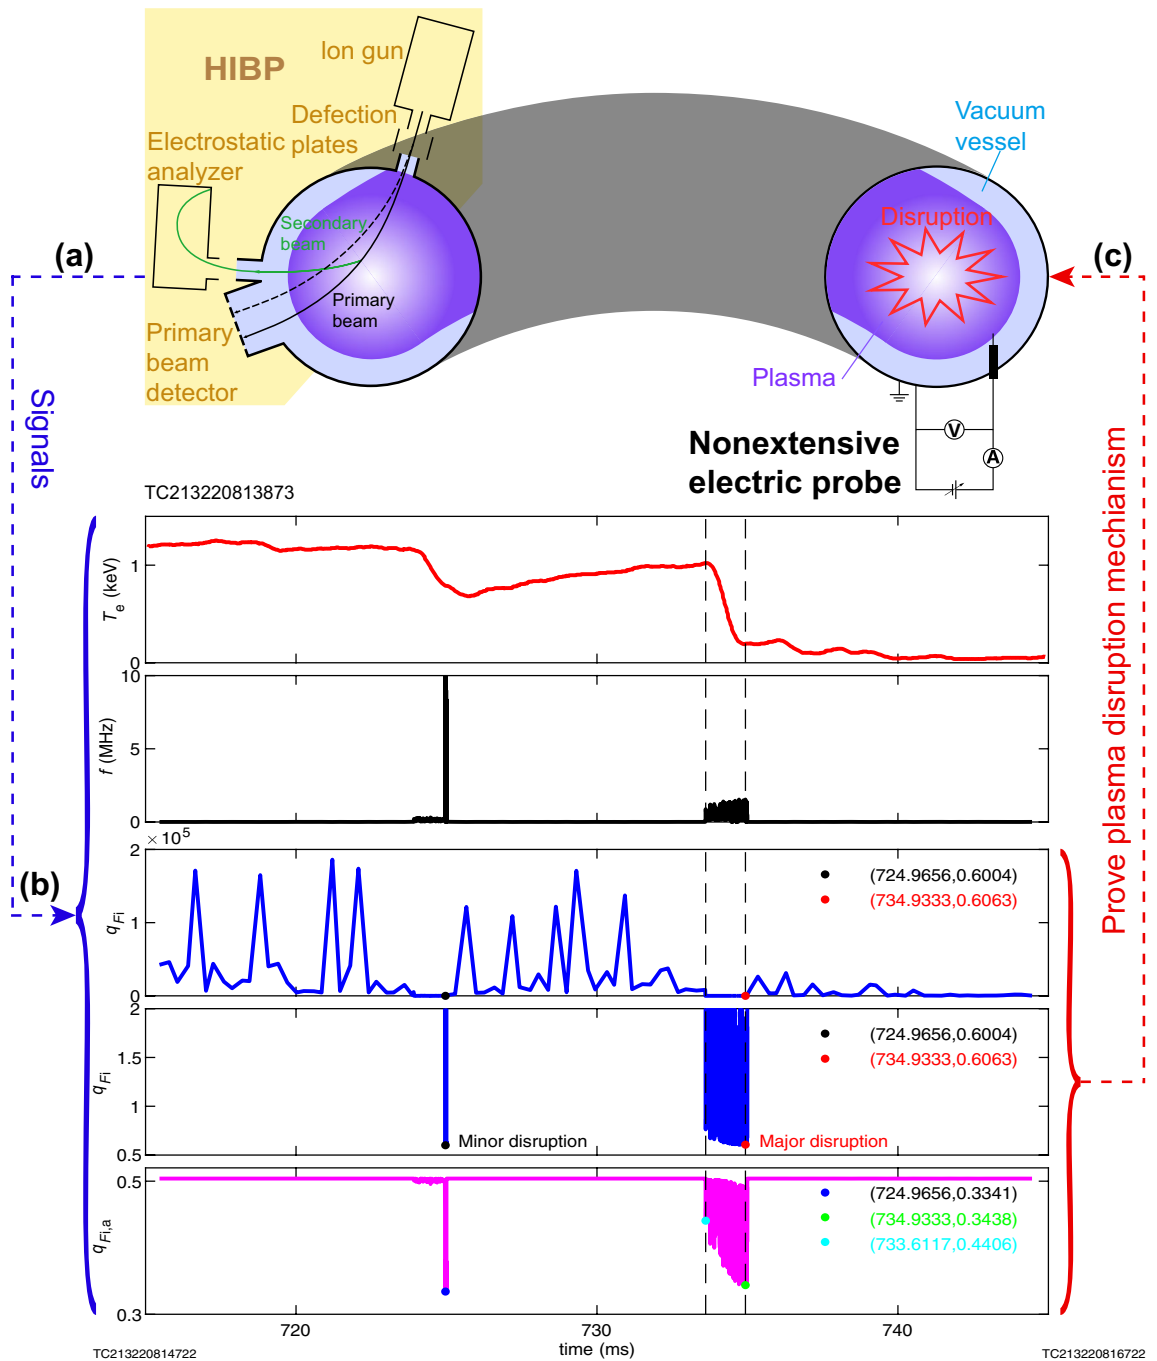 HIBP
Ion gun
Defection
plates
Electrostatic
analyzer
Secondary
beam
Primary
beam
Primary
beam
detector
Vacuum
vessel
Disruption
Plasma
V
A
Nonextensive
electric probe
(a)
(c)
Signals
(b)
Prove plasma disruption mechianism
TC213220813873
1
0
T_e (keV)
10
5
0
f (MHz)
×10^5
2
1
0
q_Fi
(724.9656,0.6004)
(734.9333,0.6063)
2
1.5
1
0.5
q_Fi
(724.9656,0.6004)
(734.9333,0.6063)
Minor disruption
Major disruption
0.5
0.3
q_Fi,a
(724.9656,0.3341)
(734.9333,0.3438)
(733.6117,0.4406)
720
730
740
time (ms)
TC213220814722
TC213220816722